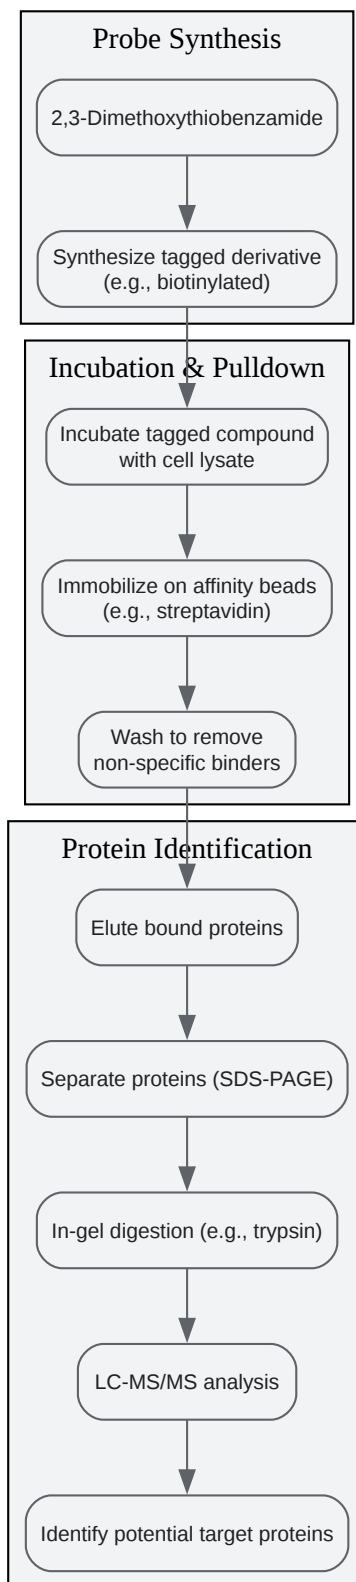 Probe Synthesis
2,3-Dimethoxythiobenzamide
Synthesize tagged derivative
(e.g., biotinylated)
Incubation & Pulldown
Incubate tagged compound
with cell lysate
Immobilize on affinity beads
(e.g., streptavidin)
Wash to remove
non-specific binders
Protein Identification
Elute bound proteins
Separate proteins (SDS-PAGE)
In-gel digestion (e.g., trypsin)
LC-MS/MS analysis
Identify potential target proteins